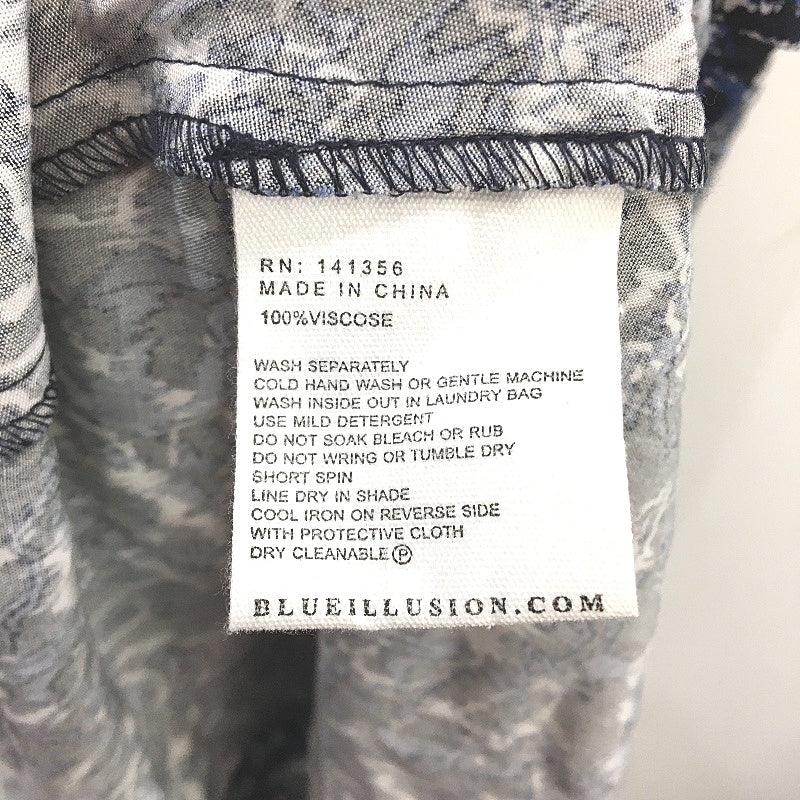 RN: 141356
MADE IN CHINA
100%VISCOSE
WASH SEPARATELY
COLD HAND WASH OR GENTLE MACHINE
WASH INSIDE OUT IN LAUNDRY BAG
USE MILD DETERGENT
DO NOT SOAK BLEACH OR RUB
DO NOT WRING OR TUMBLE DRY
SHORT SPIN
LINE DRY IN SHADE
COOL IRON ON REVERSE SIDE
WITH PROTECTIVE CLOTH
DRY CLEANABLE Ⓟ
BLUEILLUSION.COM